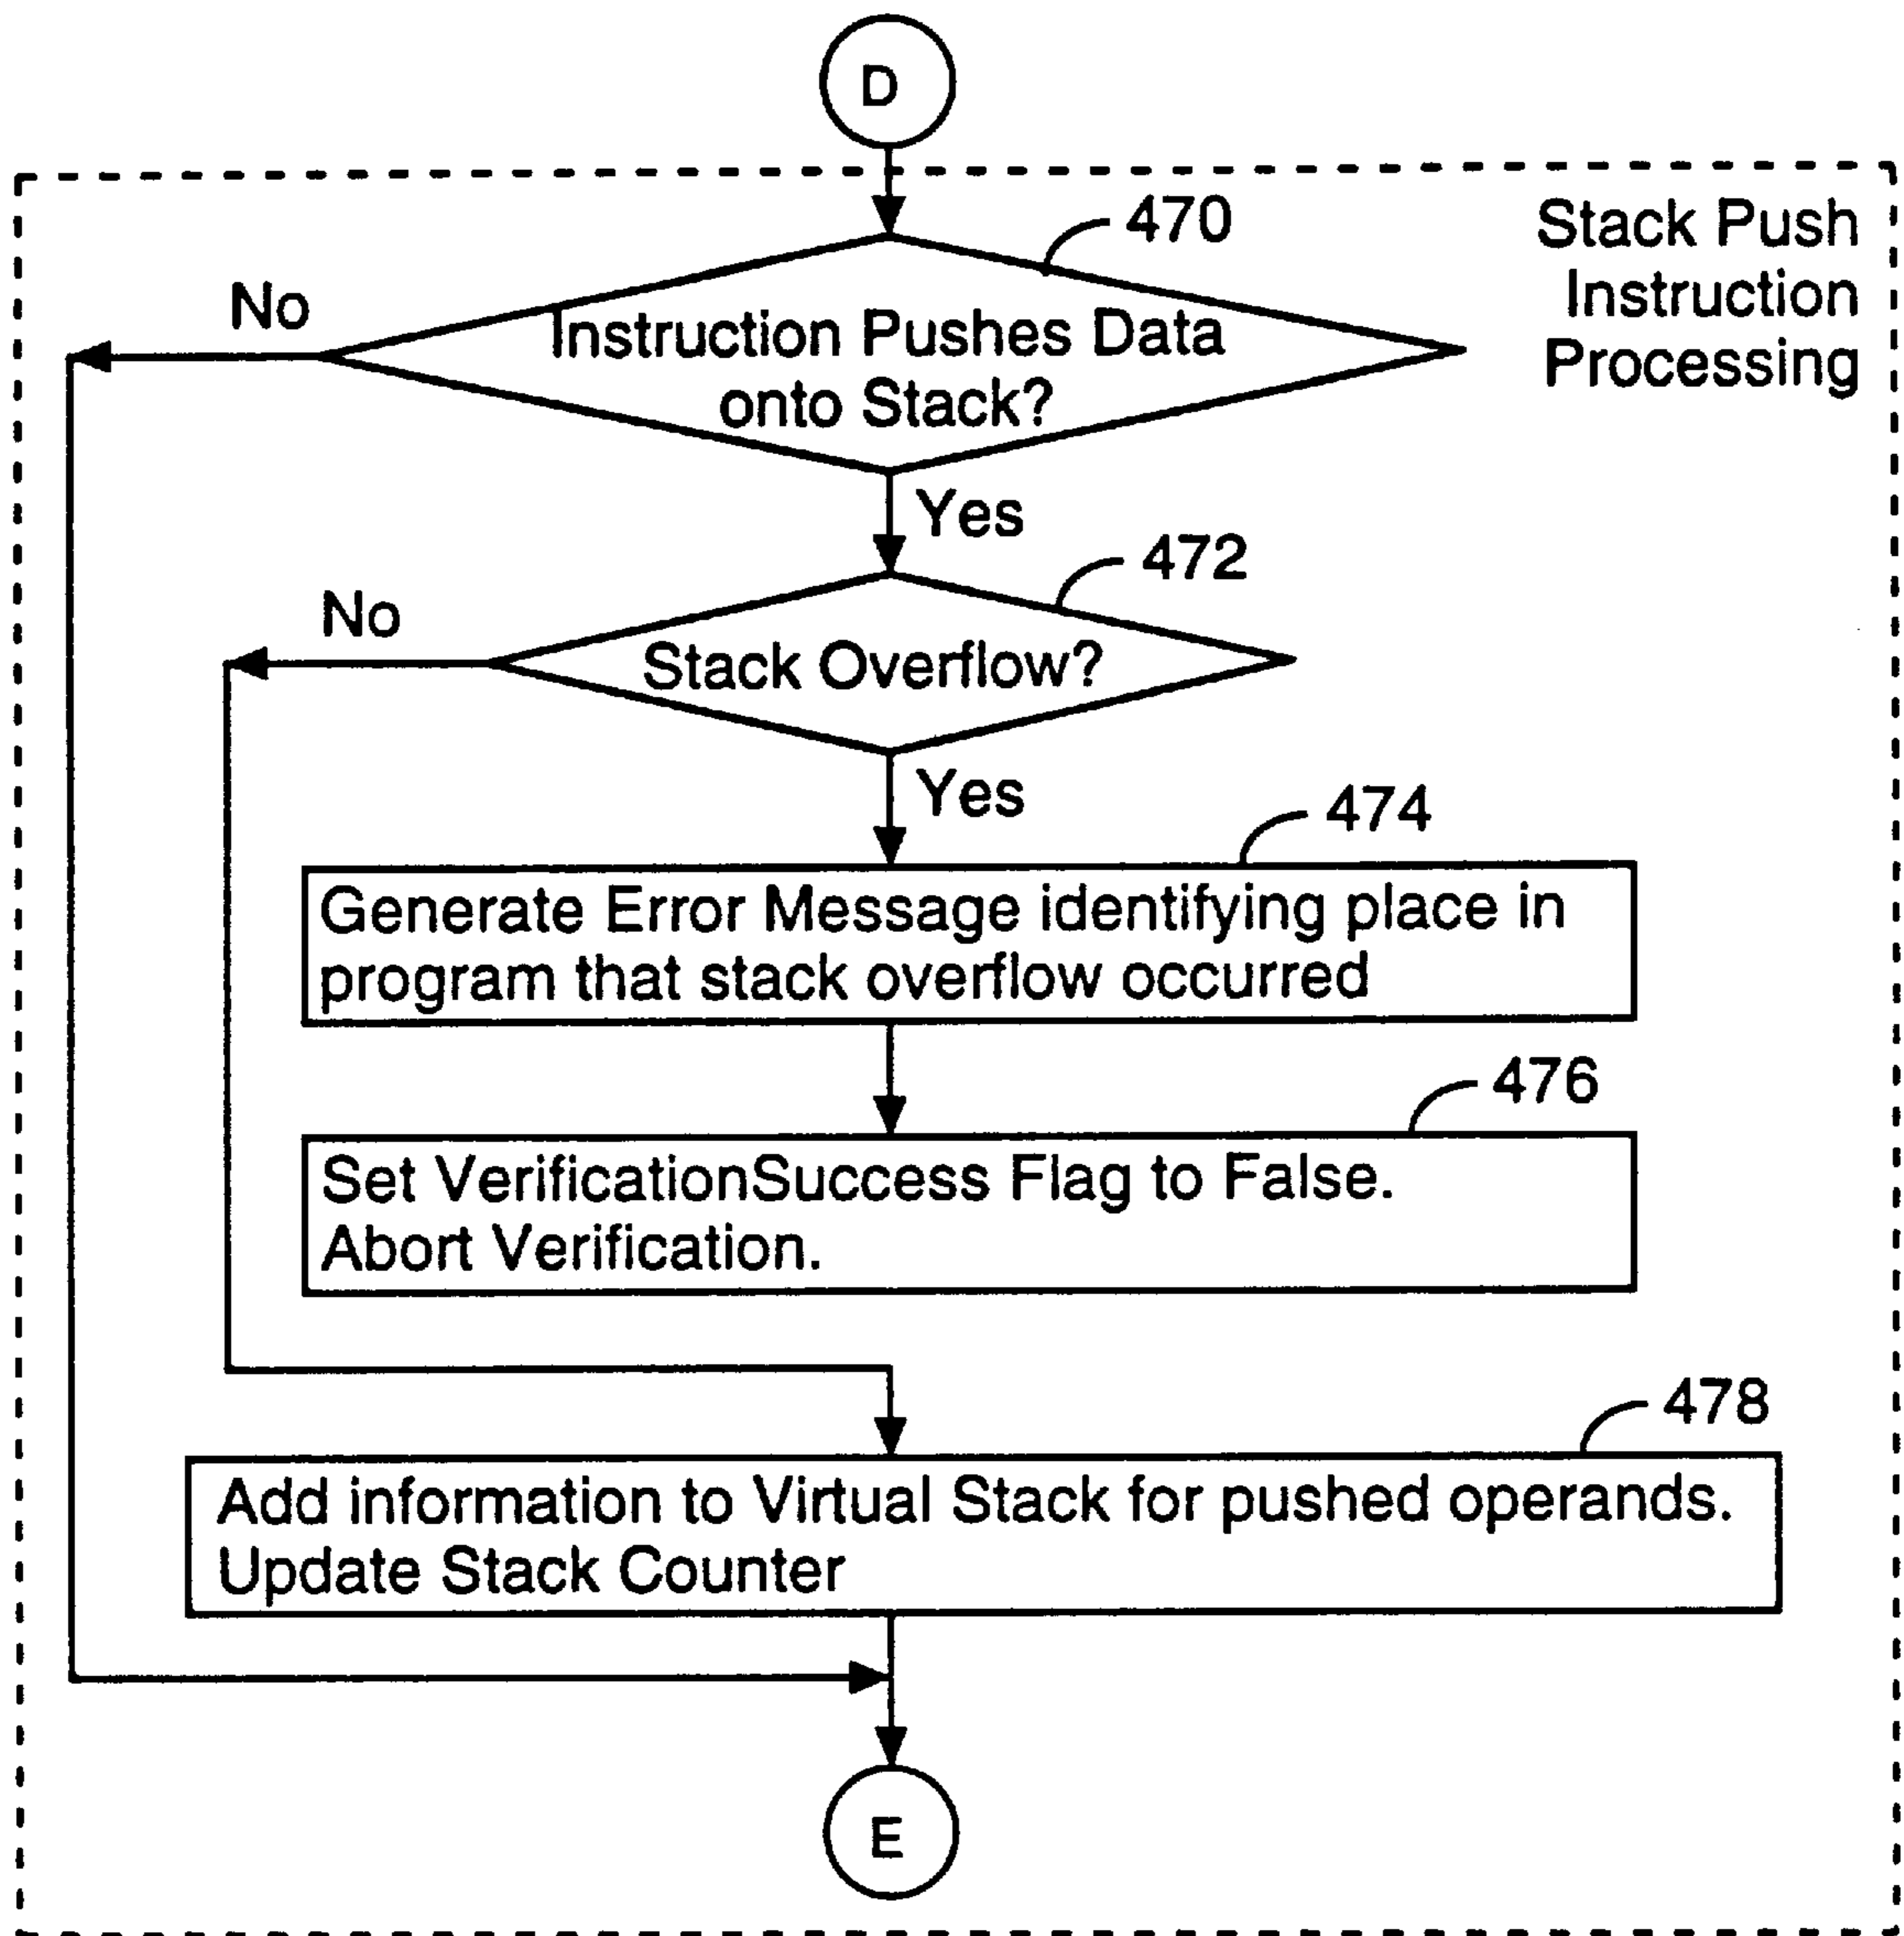 D
470
Stack Push
Instruction
Processing
No
Instruction Pushes Data
onto Stack?
Yes
472
No
Stack Overflow?
Yes
474
Generate Error Message identifying place in
program that stack overflow occurred
476
Set VerificationSuccess Flag to False.
Abort Verification.
478
Add information to Virtual Stack for pushed operands.
Update Stack Counter
E